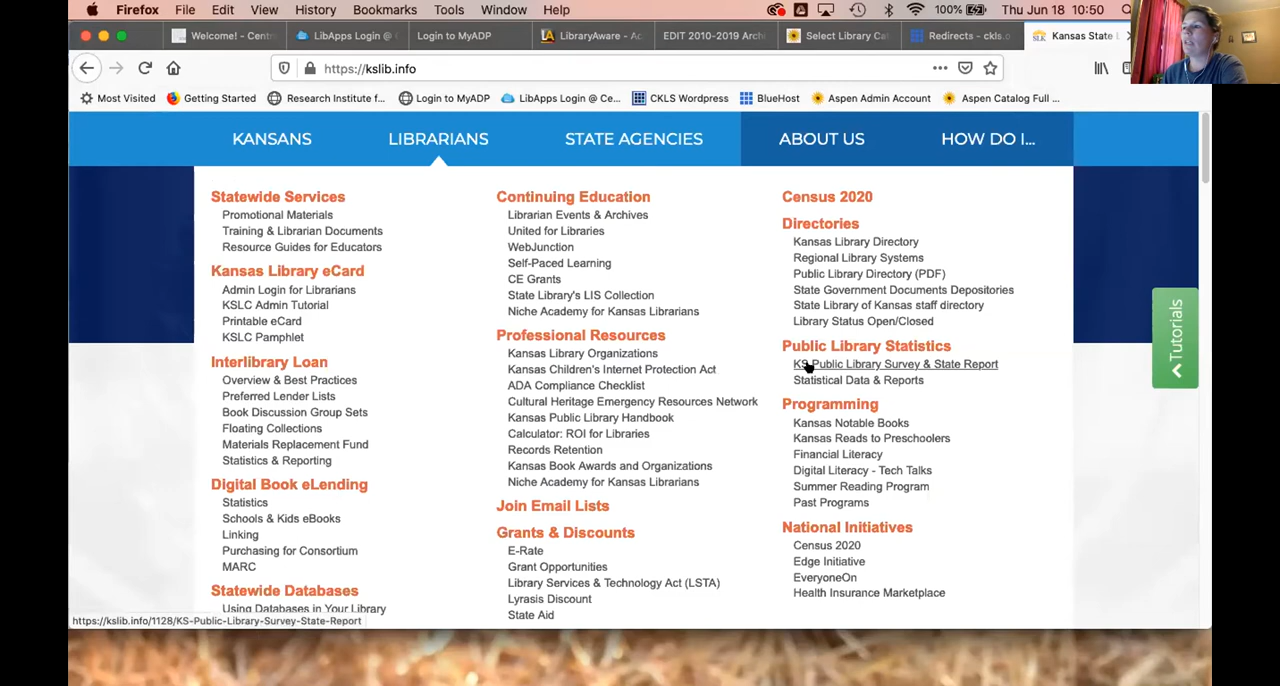 Firefox File Edit View History Bookmarks Tools Window Help 100% Thu Jun 18 10:50
Welcome! - Centr LibApps Login @ C Login to MyADP LibraryAware - Ac EDIT 2010-2019 Archi Select Library Cat Redirects - ckls.o Kansas State L
https://kslib.info
Most Visited Getting Started Research Institute f... Login to MyADP LibApps Login @ Ce... CKLS Wordpress BlueHost Aspen Admin Account Aspen Catalog Full ...
KANSANS LIBRARIANS STATE AGENCIES ABOUT US HOW DO I...
Statewide Services
Promotional Materials
Training & Librarian Documents
Resource Guides for Educators
Kansas Library eCard
Admin Login for Librarians
KSLC Admin Tutorial
Printable eCard
KSLC Pamphlet
Interlibrary Loan
Overview & Best Practices
Preferred Lender Lists
Book Discussion Group Sets
Floating Collections
Materials Replacement Fund
Statistics & Reporting
Digital Book eLending
Statistics
Schools & Kids eBooks
Linking
Purchasing for Consortium
MARC
Statewide Databases
Using Databases in Your Library
Continuing Education
Librarian Events & Archives
United for Libraries
WebJunction
Self-Paced Learning
CE Grants
State Library's LIS Collection
Niche Academy for Kansas Librarians
Professional Resources
Kansas Library Organizations
Kansas Children's Internet Protection Act
ADA Compliance Checklist
Cultural Heritage Emergency Resources Network
Kansas Public Library Handbook
Calculator: ROI for Libraries
Records Retention
Kansas Book Awards and Organizations
Niche Academy for Kansas Librarians
Join Email Lists
Grants & Discounts
E-Rate
Grant Opportunities
Library Services & Technology Act (LSTA)
Lyrasis Discount
State Aid
Census 2020
Directories
Kansas Library Directory
Regional Library Systems
Public Library Directory (PDF)
State Government Documents Depositories
State Library of Kansas staff directory
Library Status Open/Closed
Public Library Statistics
KS Public Library Survey & State Report
Statistical Data & Reports
Programming
Kansas Notable Books
Kansas Reads to Preschoolers
Financial Literacy
Digital Literacy - Tech Talks
Summer Reading Program
Past Programs
National Initiatives
Census 2020
Edge Initiative
EveryoneOn
Health Insurance Marketplace
Tutorials
https://kslib.info/1128/KS-Public-Library-Survey-State-Report